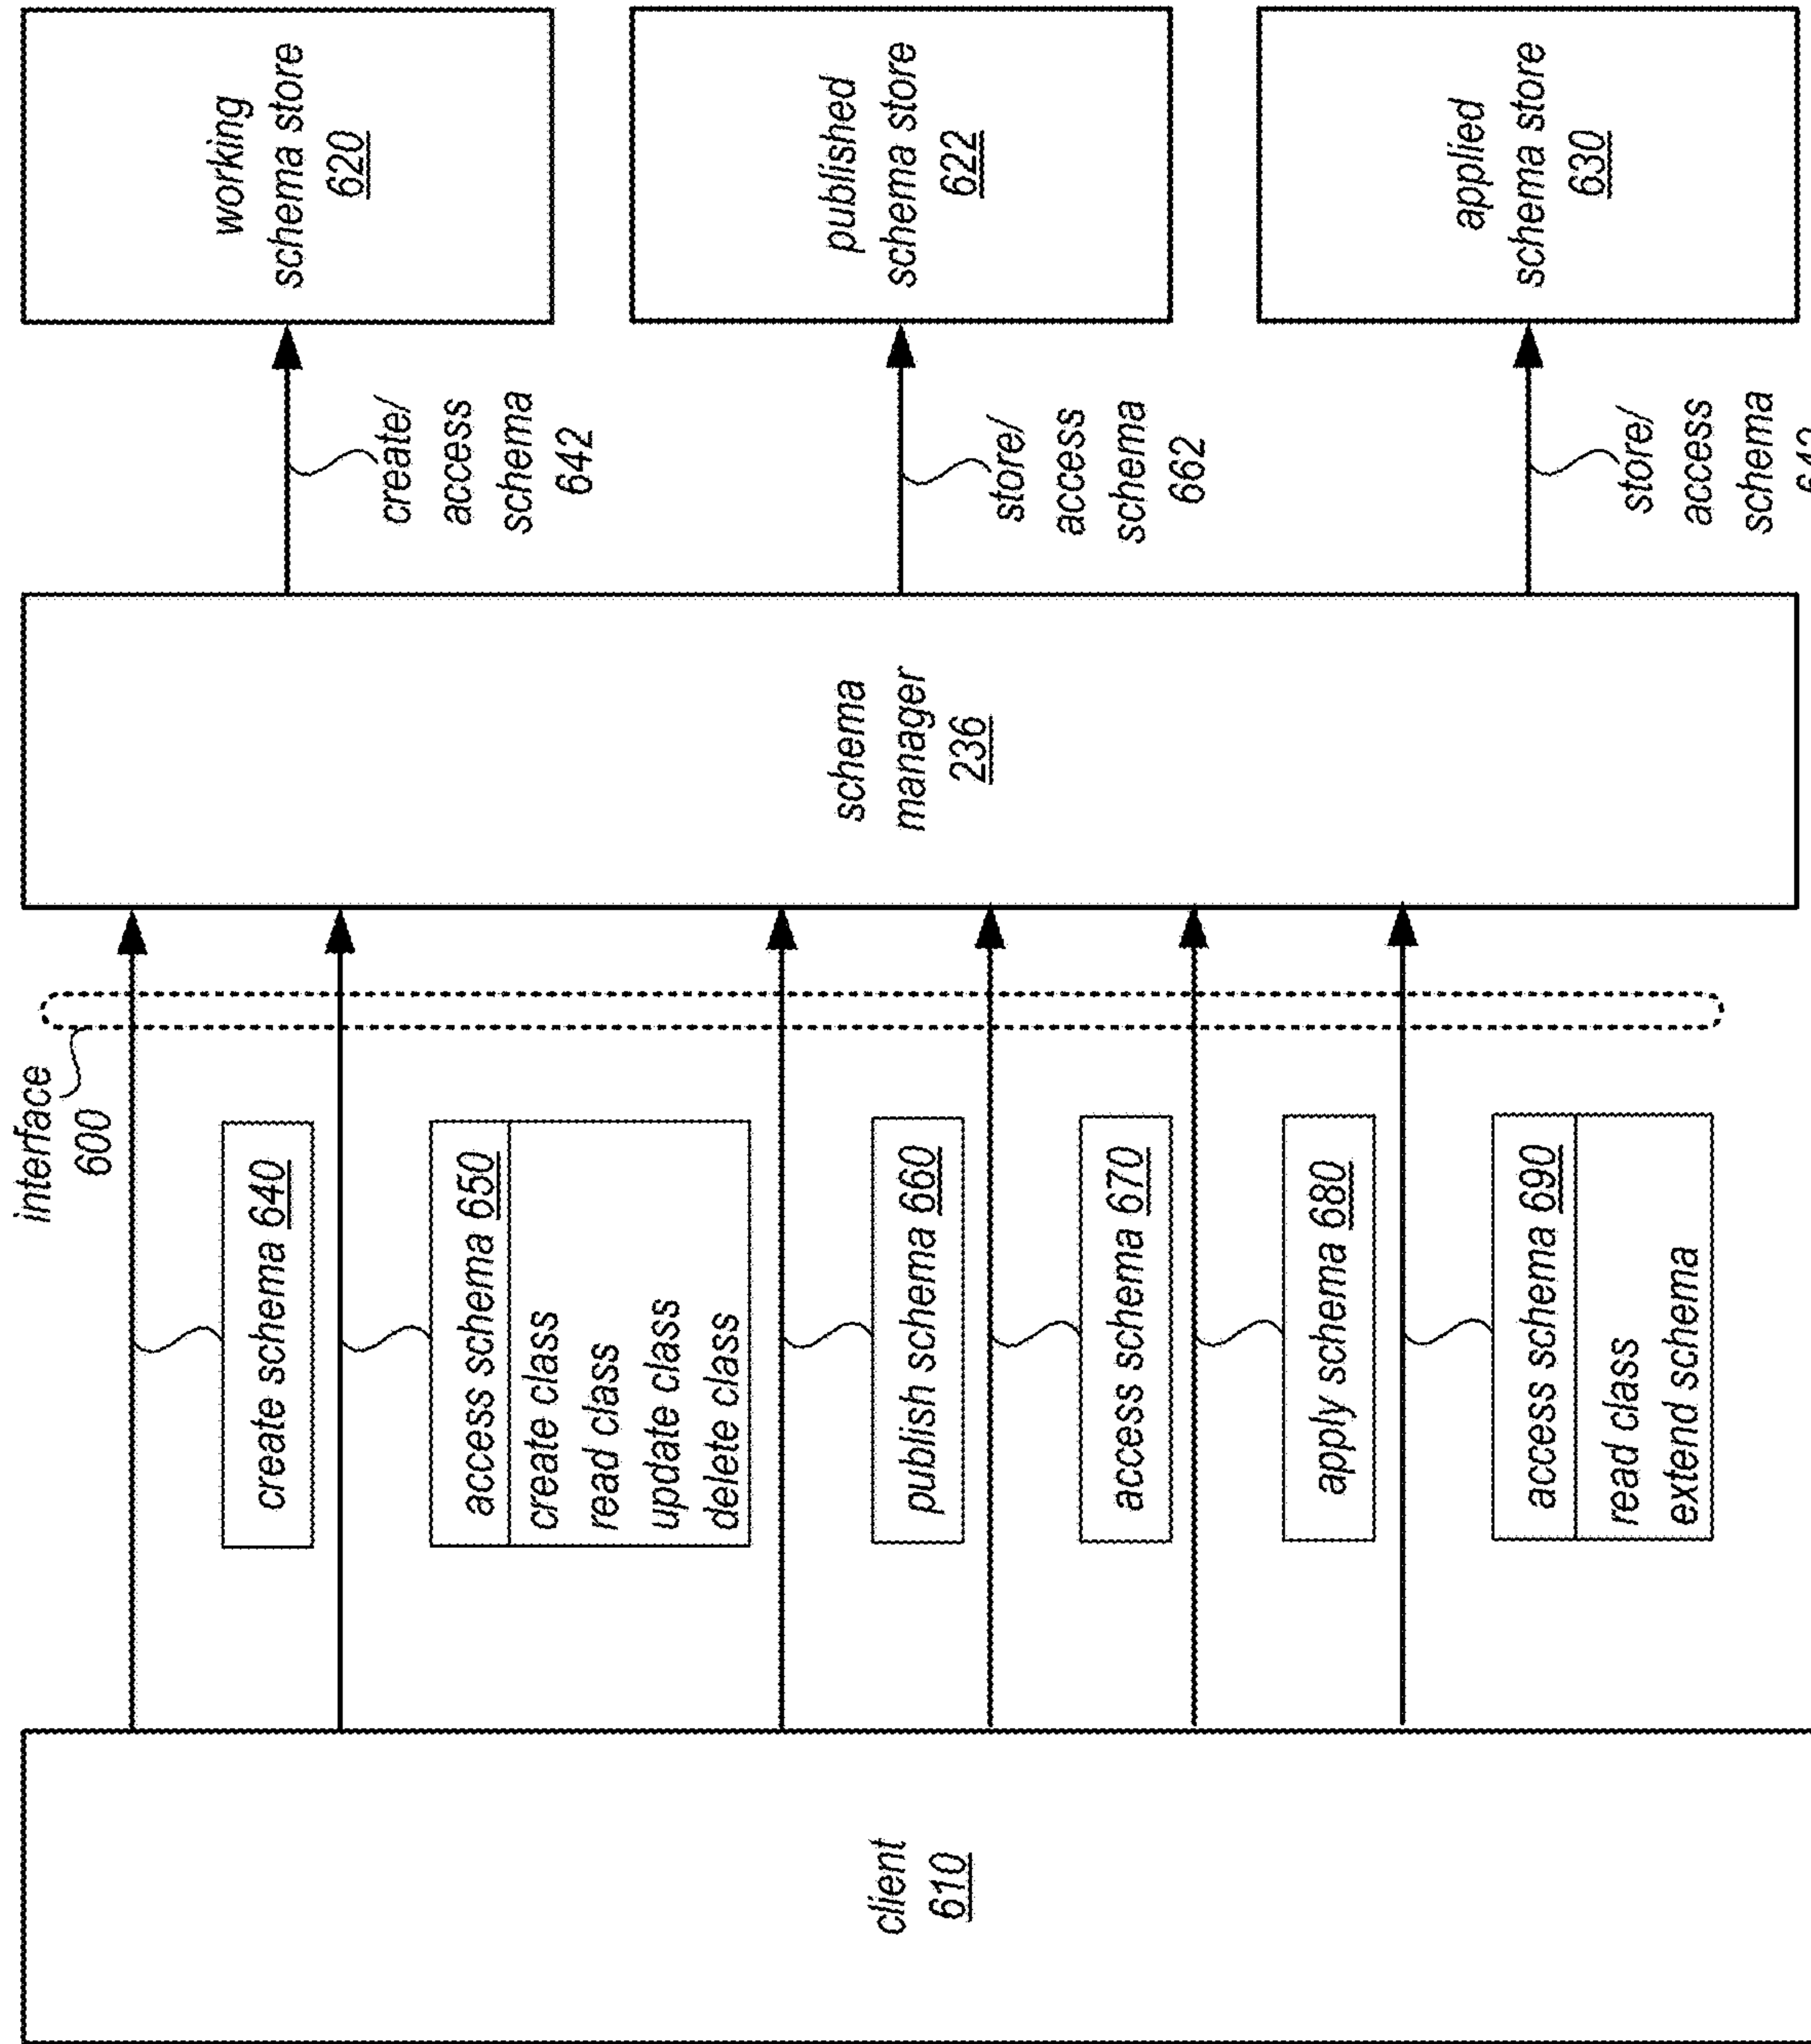 interface
600
client
610
create schema 640
access schema 650
create class
read class
update class
delete class
publish schema 660
access schema 670
apply schema 680
access schema 690
read class
extend schema
schema
manager
236
create/
access
schema
642
store/
access
schema
662
store/
access
schema
working
schema store
620
published
schema store
622
applied
schema store
630